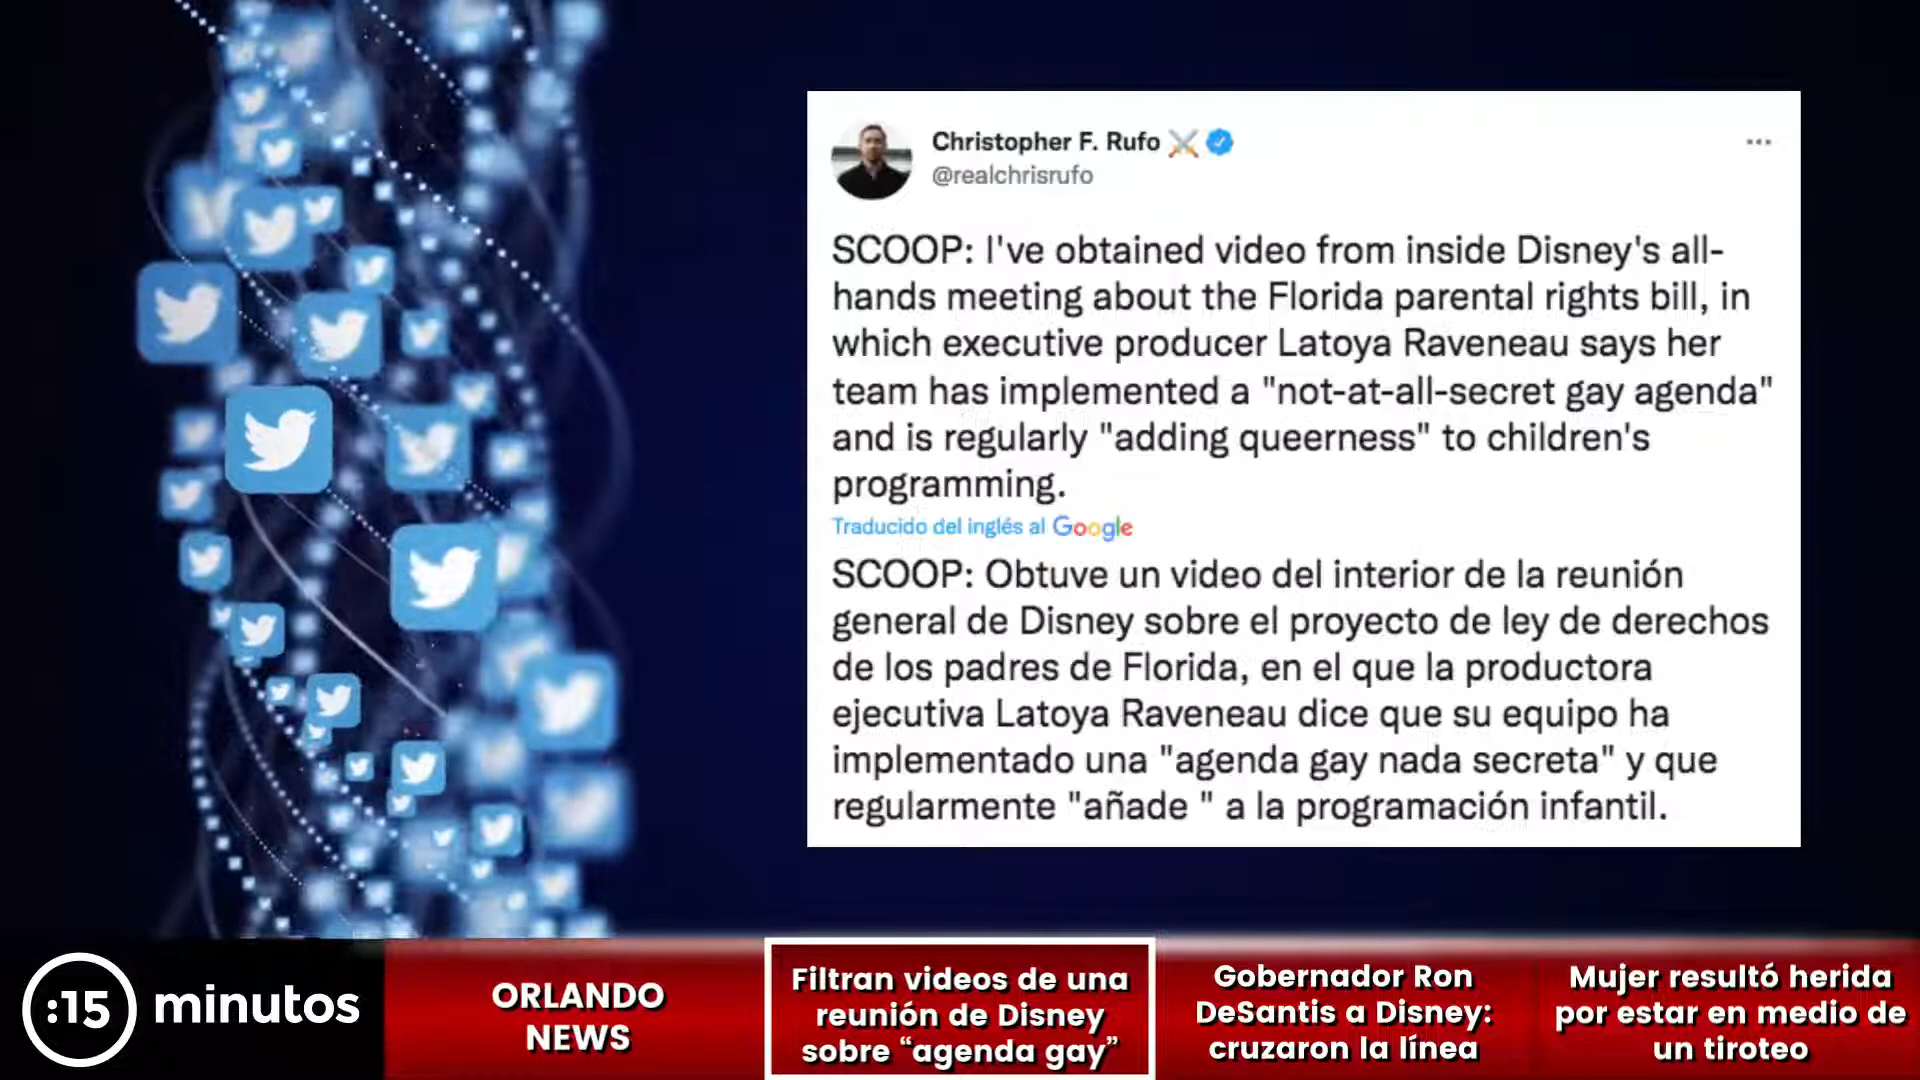 Christopher F. Rufo
@realchrisrufo
SCOOP: I've obtained video from inside Disney's all-
hands meeting about the Florida parental rights bill, in
which executive producer Latoya Raveneau says her
team has implemented a "not-at-all-secret gay agenda"
and is regularly "adding queerness" to children's
programming.
Traducido del inglés al Google
SCOOP: Obtuve un video del interior de la reunión
general de Disney sobre el proyecto de ley de derechos
de los padres de Florida, en el que la productora
ejecutiva Latoya Raveneau dice que su equipo ha
implementado una "agenda gay nada secreta" y que
regularmente "añade " a la programación infantil.
:15 minutos
ORLANDO
NEWS
Filtran videos de una
reunión de Disney
sobre “agenda gay”
Gobernador Ron
DeSantis a Disney:
cruzaron la línea
Mujer resultó herida
por estar en medio de
un tiroteo